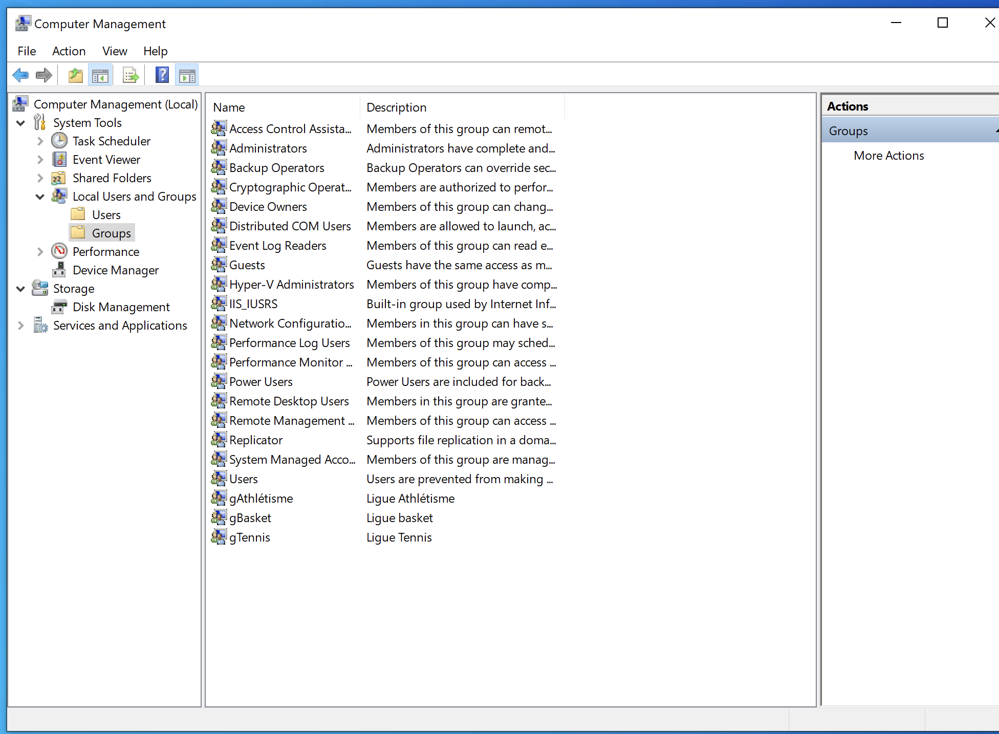 Computer Management
File Action View Help
Computer Management (Local)
System Tools
Task Scheduler
Event Viewer
Shared Folders
Local Users and Groups
Users
Groups
Performance
Device Manager
Storage
Disk Management
Services and Applications
Name Description
Access Control Assista... Members of this group can remot...
Administrators Administrators have complete and...
Backup Operators Backup Operators can override sec...
Cryptographic Operat... Members are authorized to perfor...
Device Owners Members of this group can chang...
Distributed COM Users Members are allowed to launch, ac...
Event Log Readers Members of this group can read e...
Guests Guests have the same access as m...
Hyper-V Administrators Members of this group have comp...
IIS_IUSRS Built-in group used by Internet Inf...
Network Configuratio... Members in this group can have s...
Performance Log Users Members of this group may sched...
Performance Monitor ... Members of this group can access ...
Power Users Power Users are included for back...
Remote Desktop Users Members in this group are grante...
Remote Management ... Members of this group can access ...
Replicator Supports file replication in a doma...
System Managed Acco... Members of this group are manag...
Users Users are prevented from making ...
gAthlétisme Ligue Athlétisme
gBasket Ligue basket
gTennis Ligue Tennis
Actions
Groups
More Actions